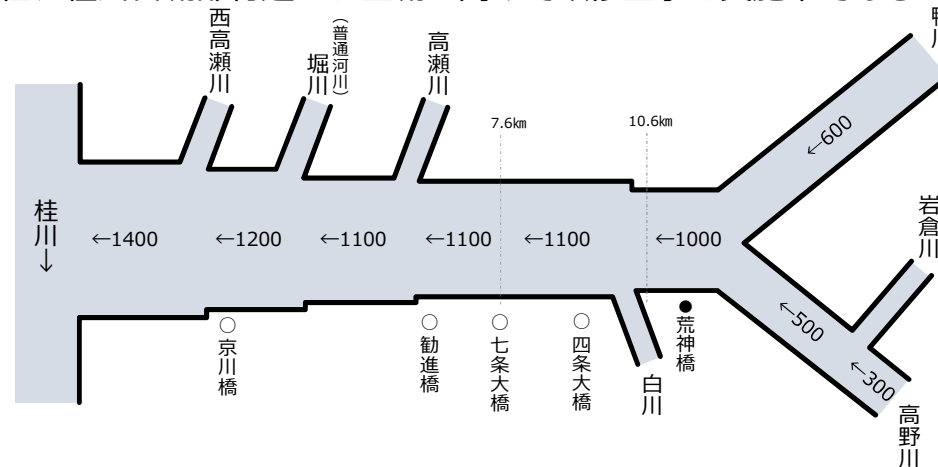 西高瀬川
堀川
(普通河川)
高瀬川
7.6㎞
10.6㎞
←600
岩倉川
桂川
↓
←1400
←1200
←1100
←1100
←1100
←1000
←500
←300
○
京川橋
○
勧進橋
○
七条大橋
○
四条大橋
白川
●
荒神橋
高野川